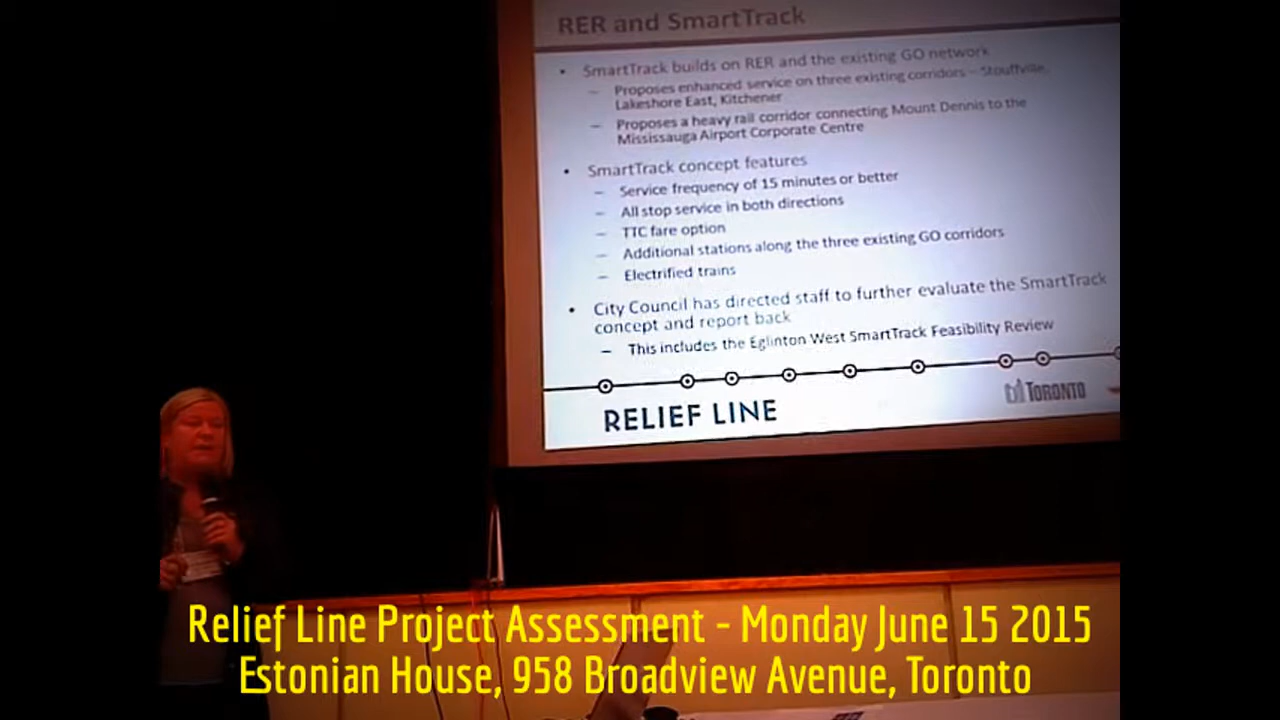 RER and SmartTrack
• SmartTrack builds on RER and the existing GO network
– Proposes enhanced service on three existing corridors – Stouffville,
Lakeshore East, Kitchener
– Proposes a heavy rail corridor connecting Mount Dennis to the
Mississauga Airport Corporate Centre
• SmartTrack concept features
– Service frequency of 15 minutes or better
– All stop service in both directions
– TTC fare option
– Additional stations along the three existing GO corridors
– Electrified trains
• City Council has directed staff to further evaluate the SmartTrack
concept and report back
– This includes the Eglinton West SmartTrack Feasibility Review
RELIEF LINE
TORONTO
Relief Line Project Assessment - Monday June 15 2015
Estonian House, 958 Broadview Avenue, Toronto